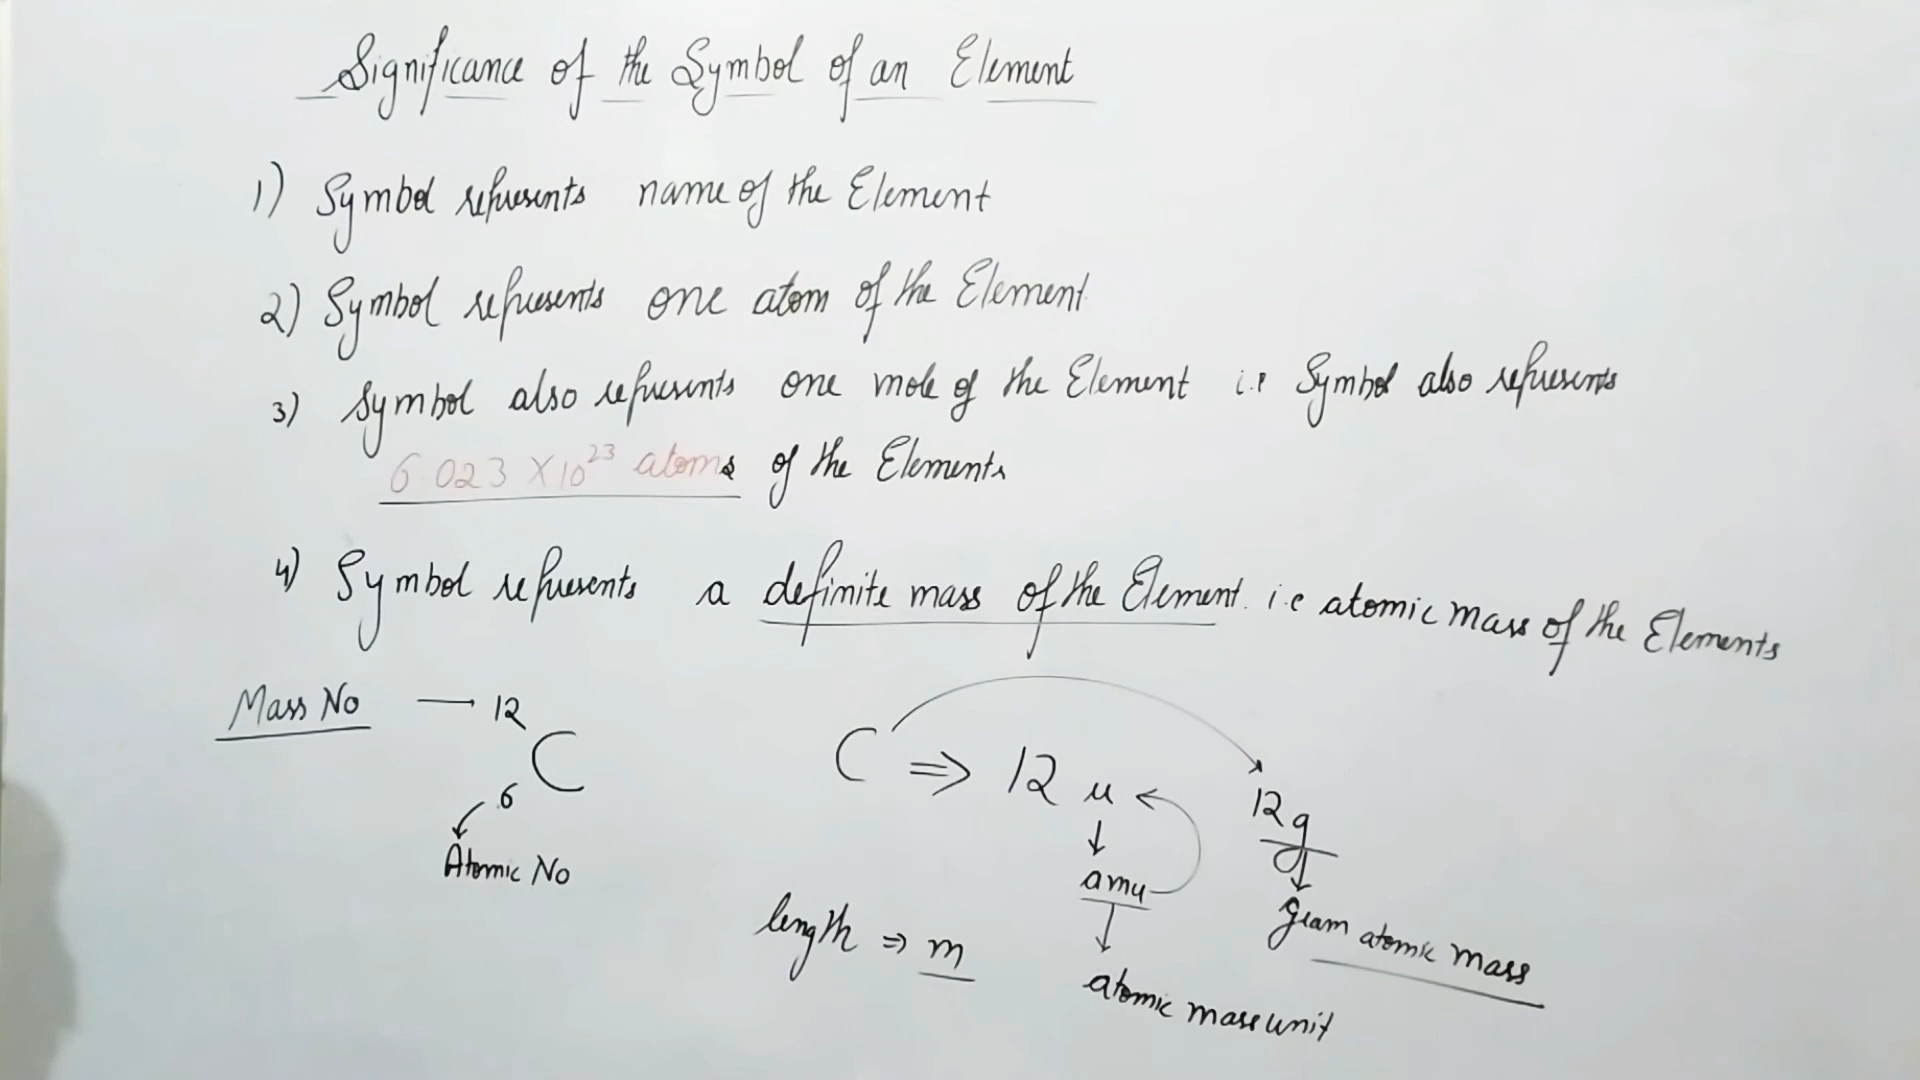 Significance of the Symbol of an Element
1) Symbol represents name of the Element
2) Symbol represents one atom of the Element
3) Symbol also represents one mole of the Element i.e Symbol also represents
6 023 X10²³ atoms of the Elements
4) Symbol represents a definite mass of the Element i.e atomic mass of the Elements
Mass No → 12
C
6
Atomic No
C ⇒ 12 u
12g
amu
gram atomic mass
length ⇒ m
atomic mass unit